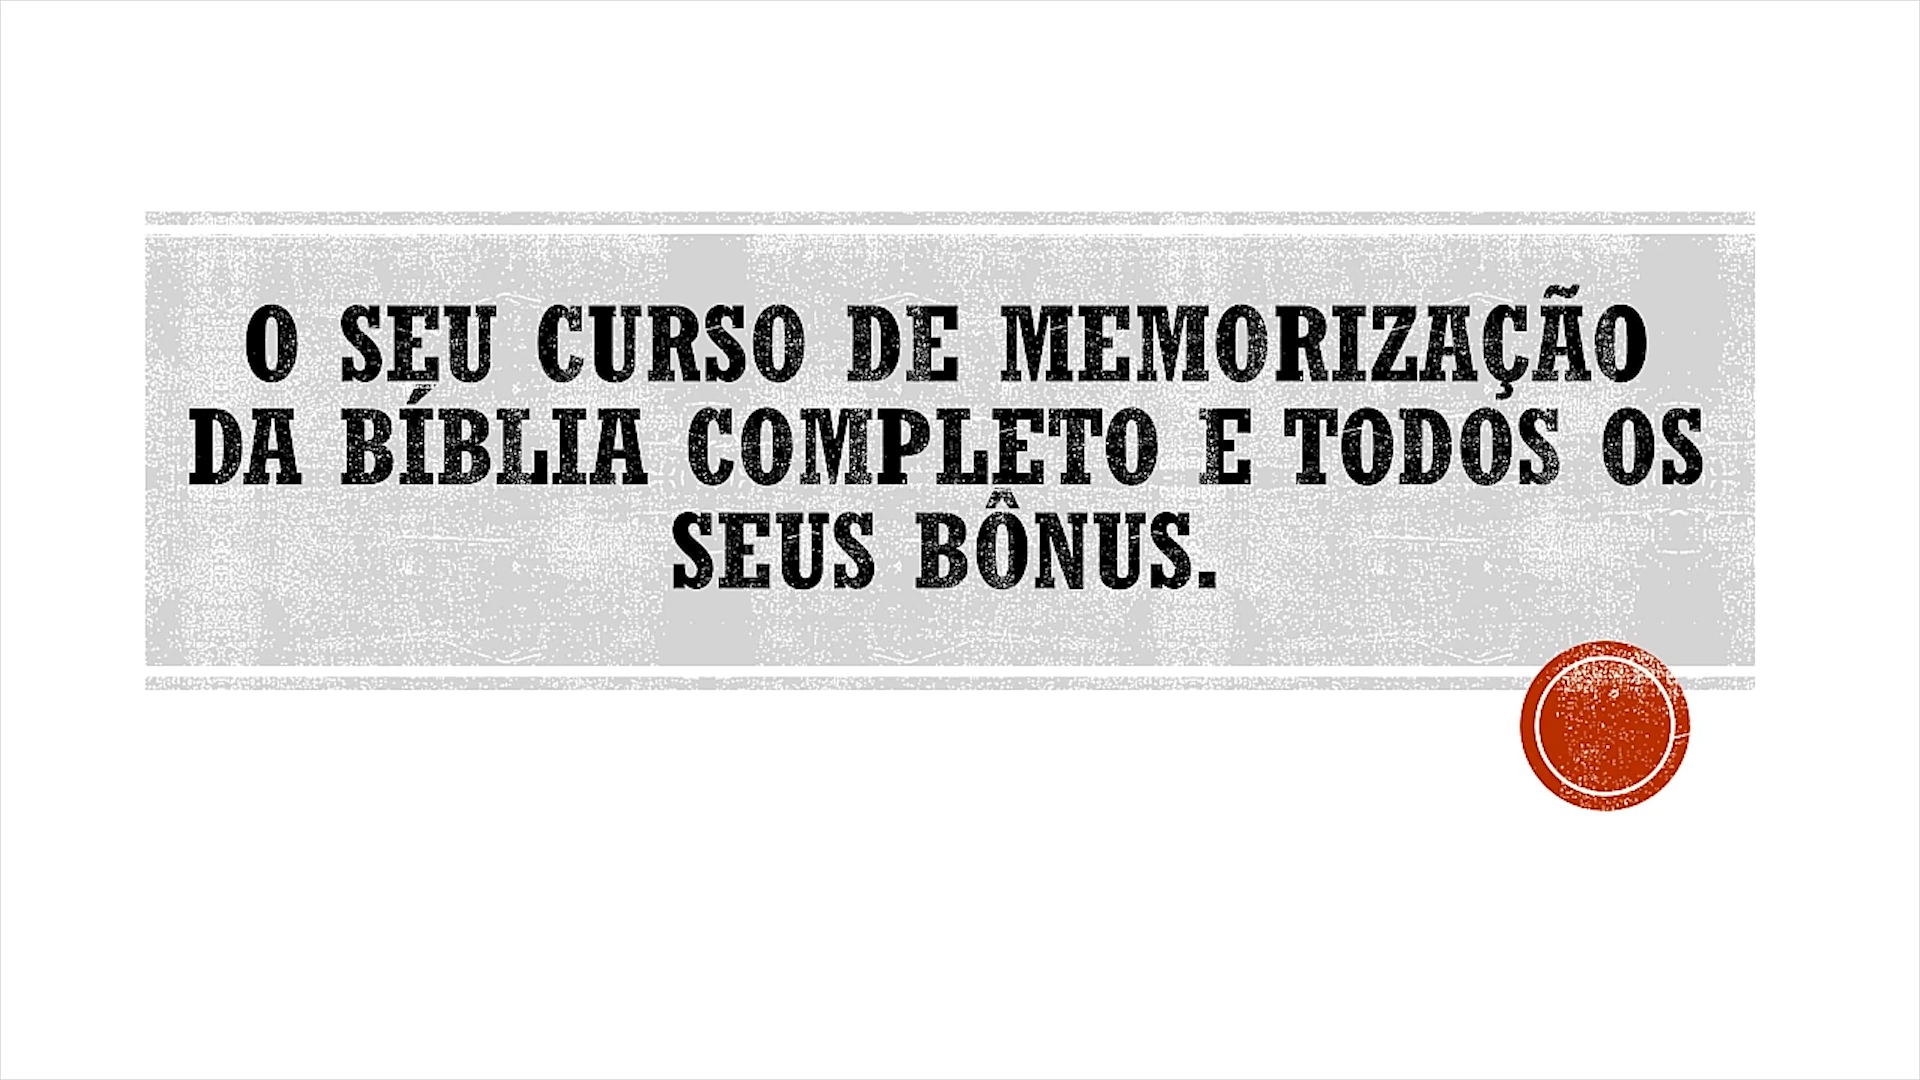 O SEU CURSO DE MEMORIZAÇÃO
DA BÍBLIA COMPLETO E TODOS OS
SEUS BÔNUS.